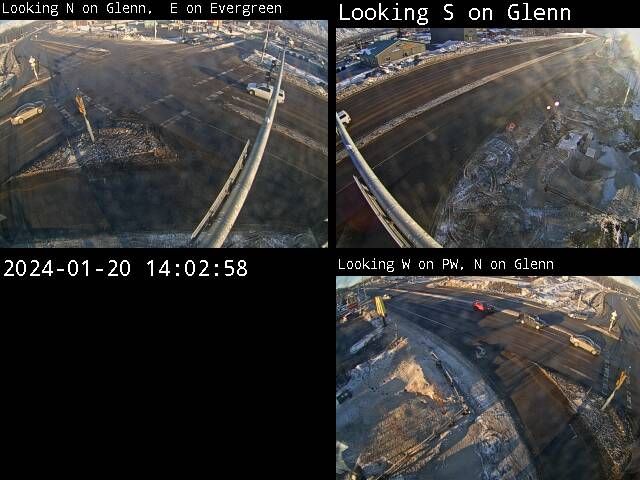 Looking N on Glenn,  E on Evergreen
Looking S on Glenn
2024-01-20 14:02:58
Looking W on PW, N on Glenn